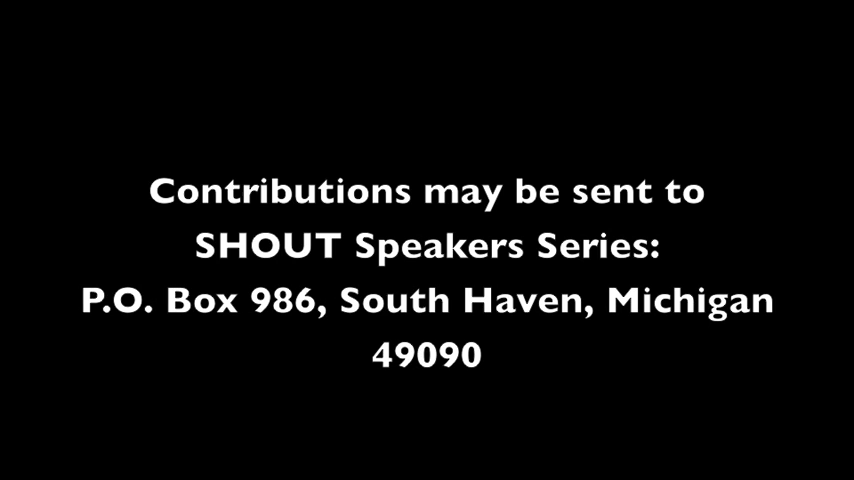 Contributions may be sent to
SHOUT Speakers Series:
P.O. Box 986, South Haven, Michigan
49090